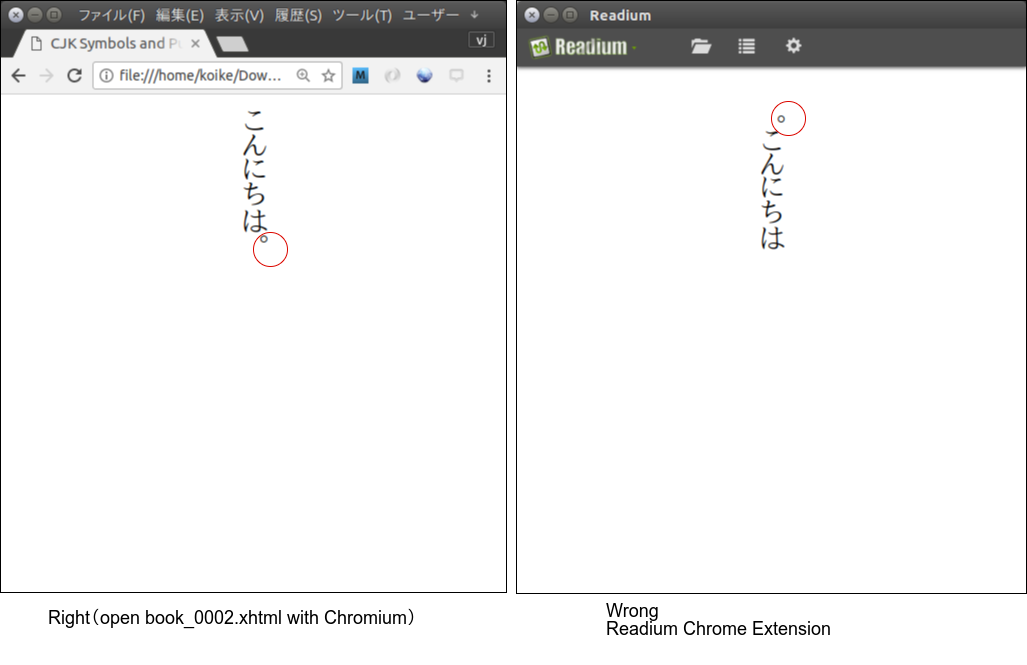 ファイル(F) 編集(E) 表示(V) 履歴(S) ツール(T) ユーザー
CJK Symbols and Pu
vj
file:///home/koike/Dow...
M
こんにちは。
Right(open book_0002.xhtml with Chromium)
Readium
Readium
。こんにちは
Wrong
Readium Chrome Extension